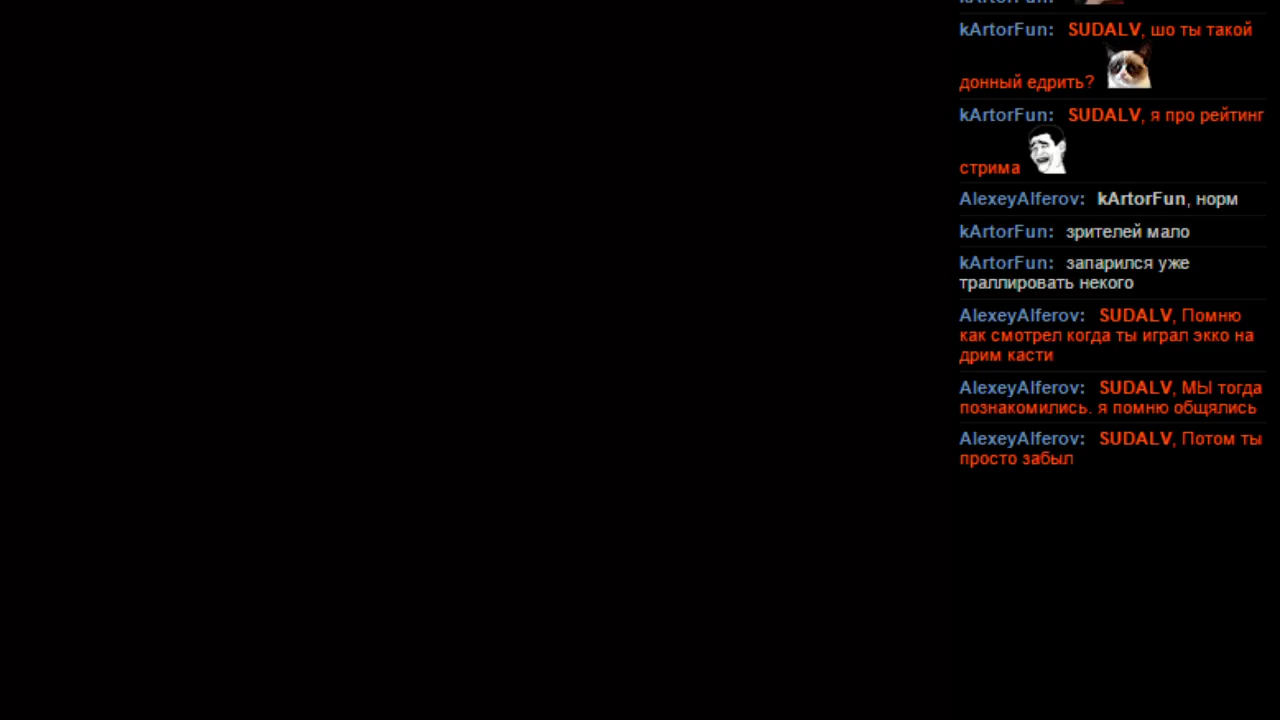 kArtorFun:
kArtorFun: SUDALV, шо ты такой
донный едрить?
kArtorFun: SUDALV, я про рейтинг
стрима
AlexeyAlferov: kArtorFun, норм
kArtorFun: зрителей мало
kArtorFun: запарился уже
траллировать некого
AlexeyAlferov: SUDALV, Помню
как смотрел когда ты играл экко на
дрим касти
AlexeyAlferov: SUDALV, МЫ тогда
познакомились. я помню общялись
AlexeyAlferov: SUDALV, Потом ты
просто забыл